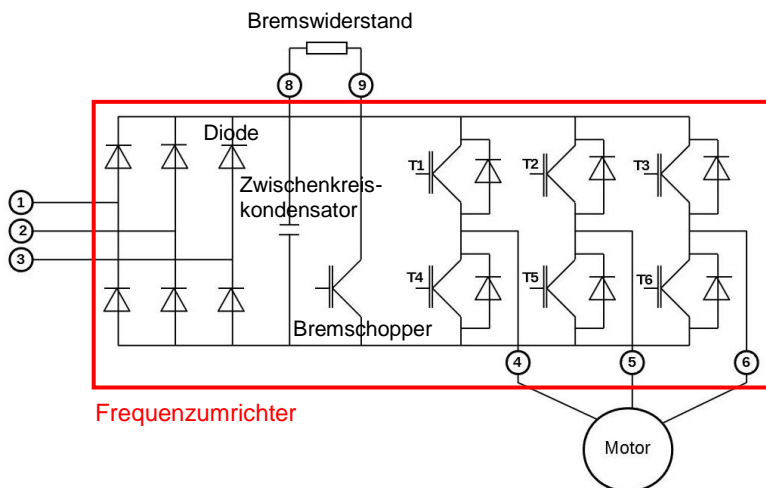 Bremswiderstand
8
9
Diode
T1
T2
T3
Zwischenkreis-
kondensator
1
2
3
T4
T5
T6
Bremschopper
4
5
6
Frequenzumrichter
Motor